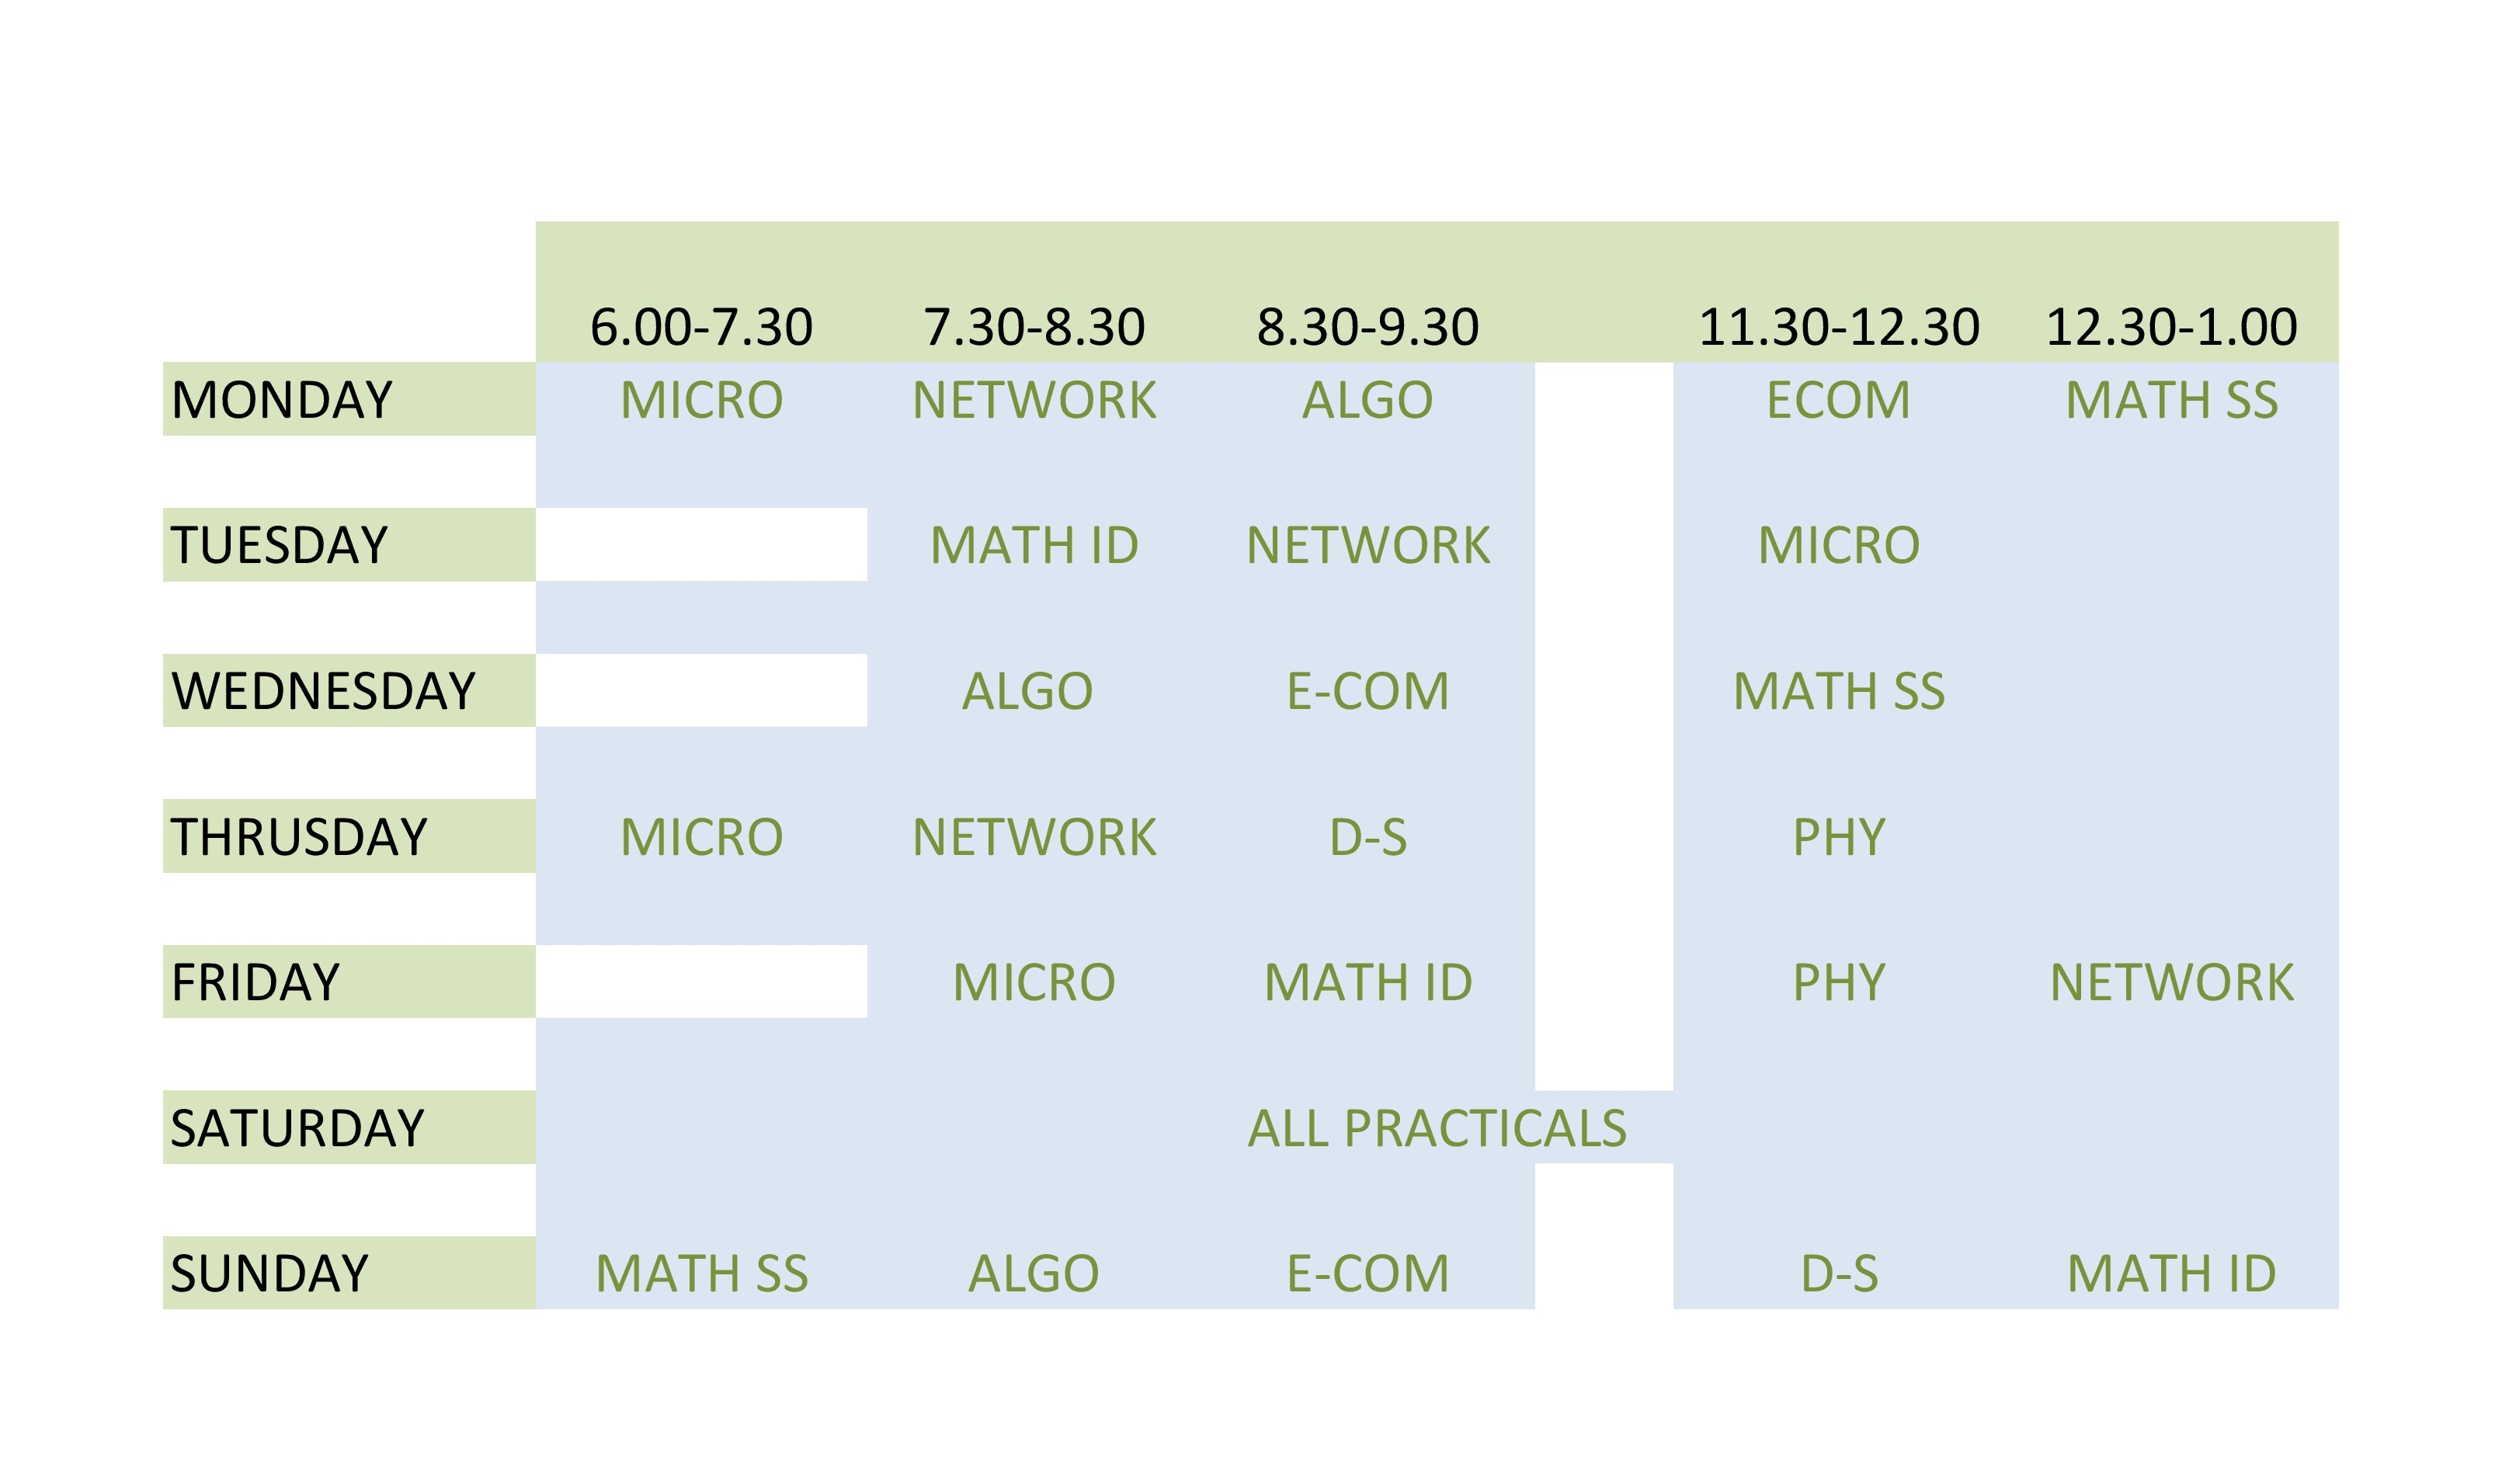 6.00-7.30 7.30-8.30 8.30-9.30 11.30-12.30 12.30-1.00
MONDAY MICRO NETWORK ALGO ECOM MATH SS
TUESDAY MATH ID NETWORK MICRO
WEDNESDAY ALGO E-COM MATH SS
THRUSDAY MICRO NETWORK D-S PHY
FRIDAY MICRO MATH ID PHY NETWORK
SATURDAY ALL PRACTICALS
SUNDAY MATH SS ALGO E-COM D-S MATH ID